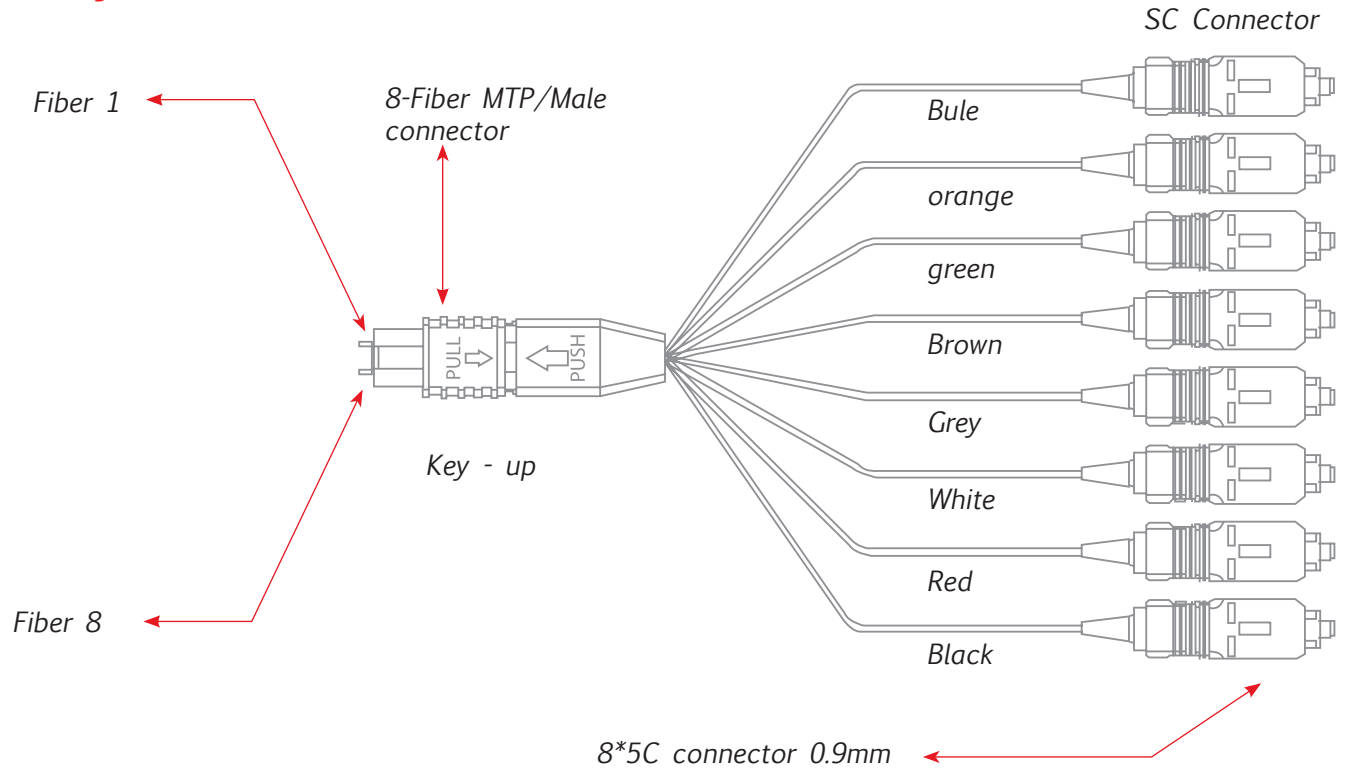 SC Connector
Fiber 1
8-Fiber MTP/Male
connector
Bule
orange
green
PULL
PUSH
Brown
Grey
Key - up
White
Red
Fiber 8
Black
8*5C connector 0.9mm